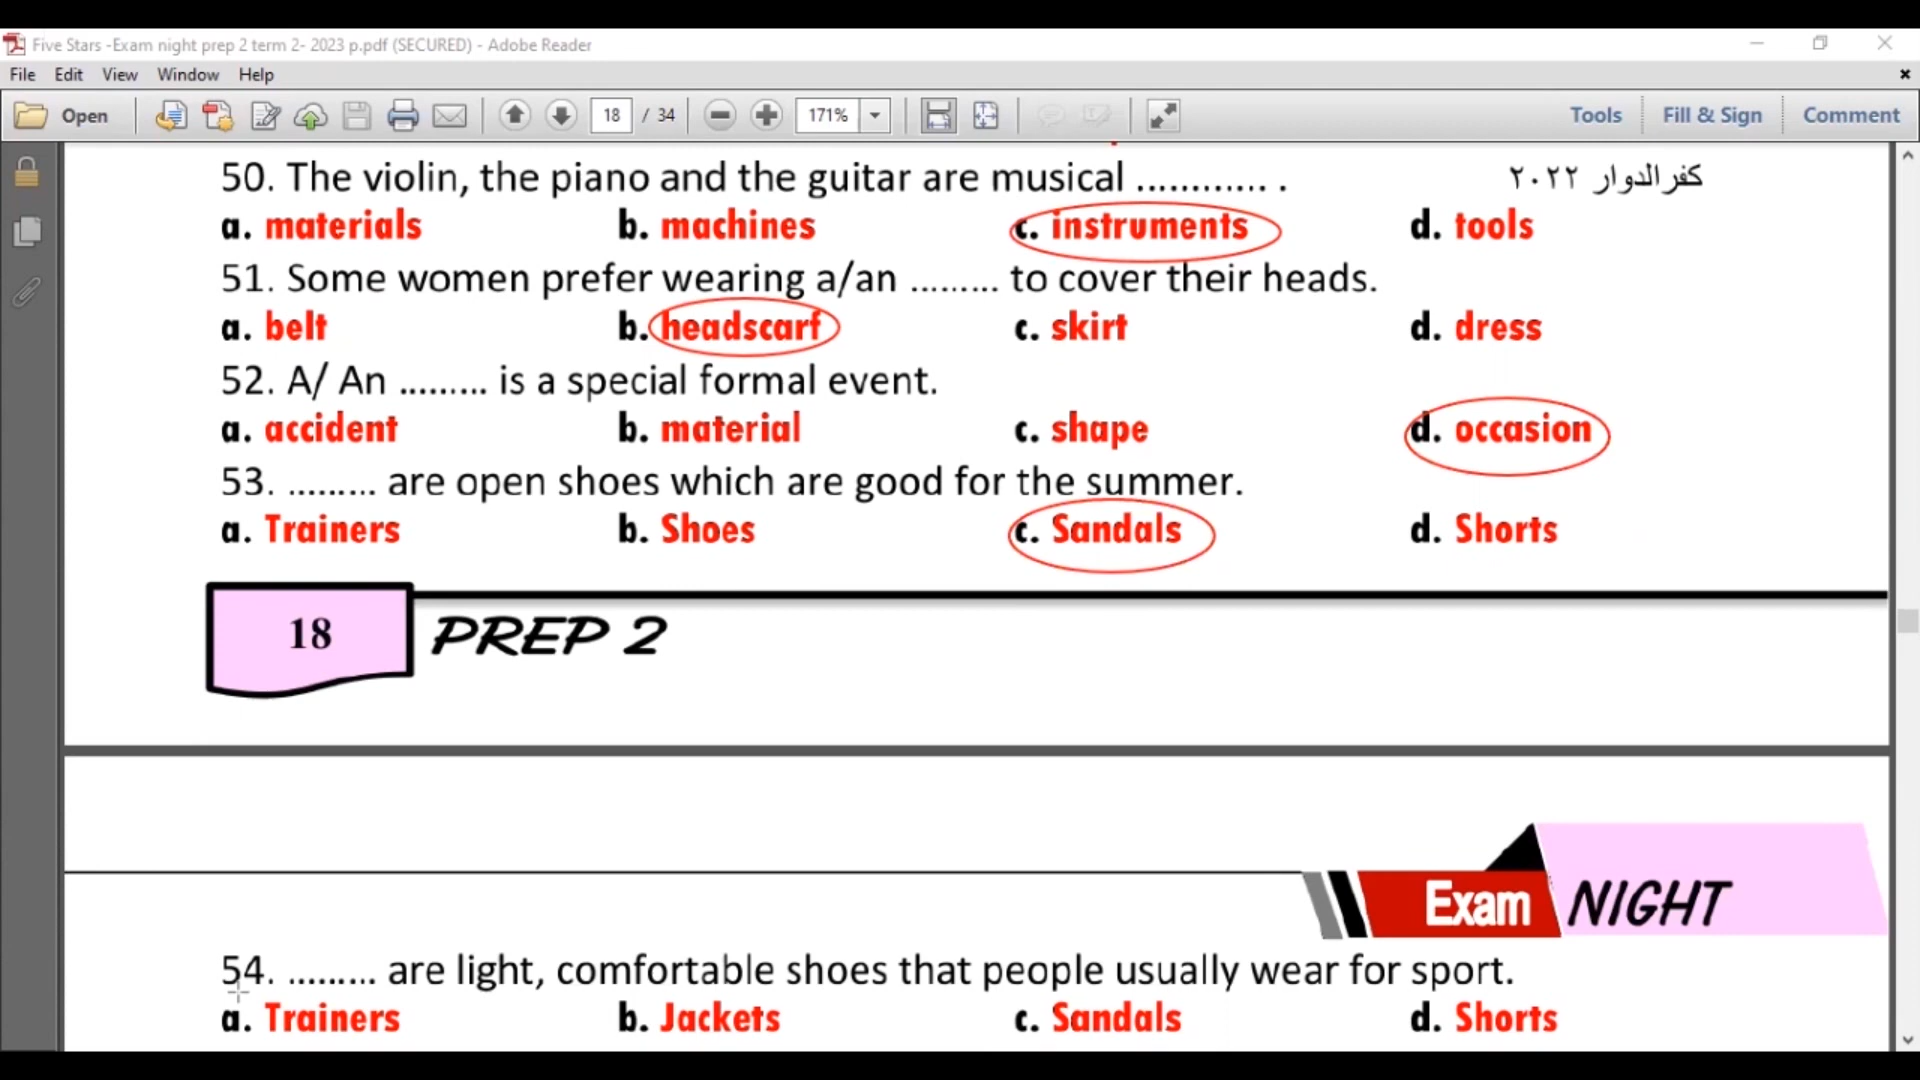 Five Stars -Exam night prep 2 term 2- 2023 p.pdf (SECURED) - Adobe Reader
File Edit View Window Help
Open 18 / 34 171% Tools Fill & Sign Comment
50. The violin, the piano and the guitar are musical ............ . كفر الدوار ٢٠٢٢
a. materials b. machines c. instruments d. tools
51. Some women prefer wearing a/an ......... to cover their heads.
a. belt b. headscarf c. skirt d. dress
52. A/ An ......... is a special formal event.
a. accident b. material c. shape d. occasion
53. ......... are open shoes which are good for the summer.
a. Trainers b. Shoes c. Sandals d. Shorts
18 PREP 2
Exam NIGHT
54. ......... are light, comfortable shoes that people usually wear for sport.
a. Trainers b. Jackets c. Sandals d. Shorts